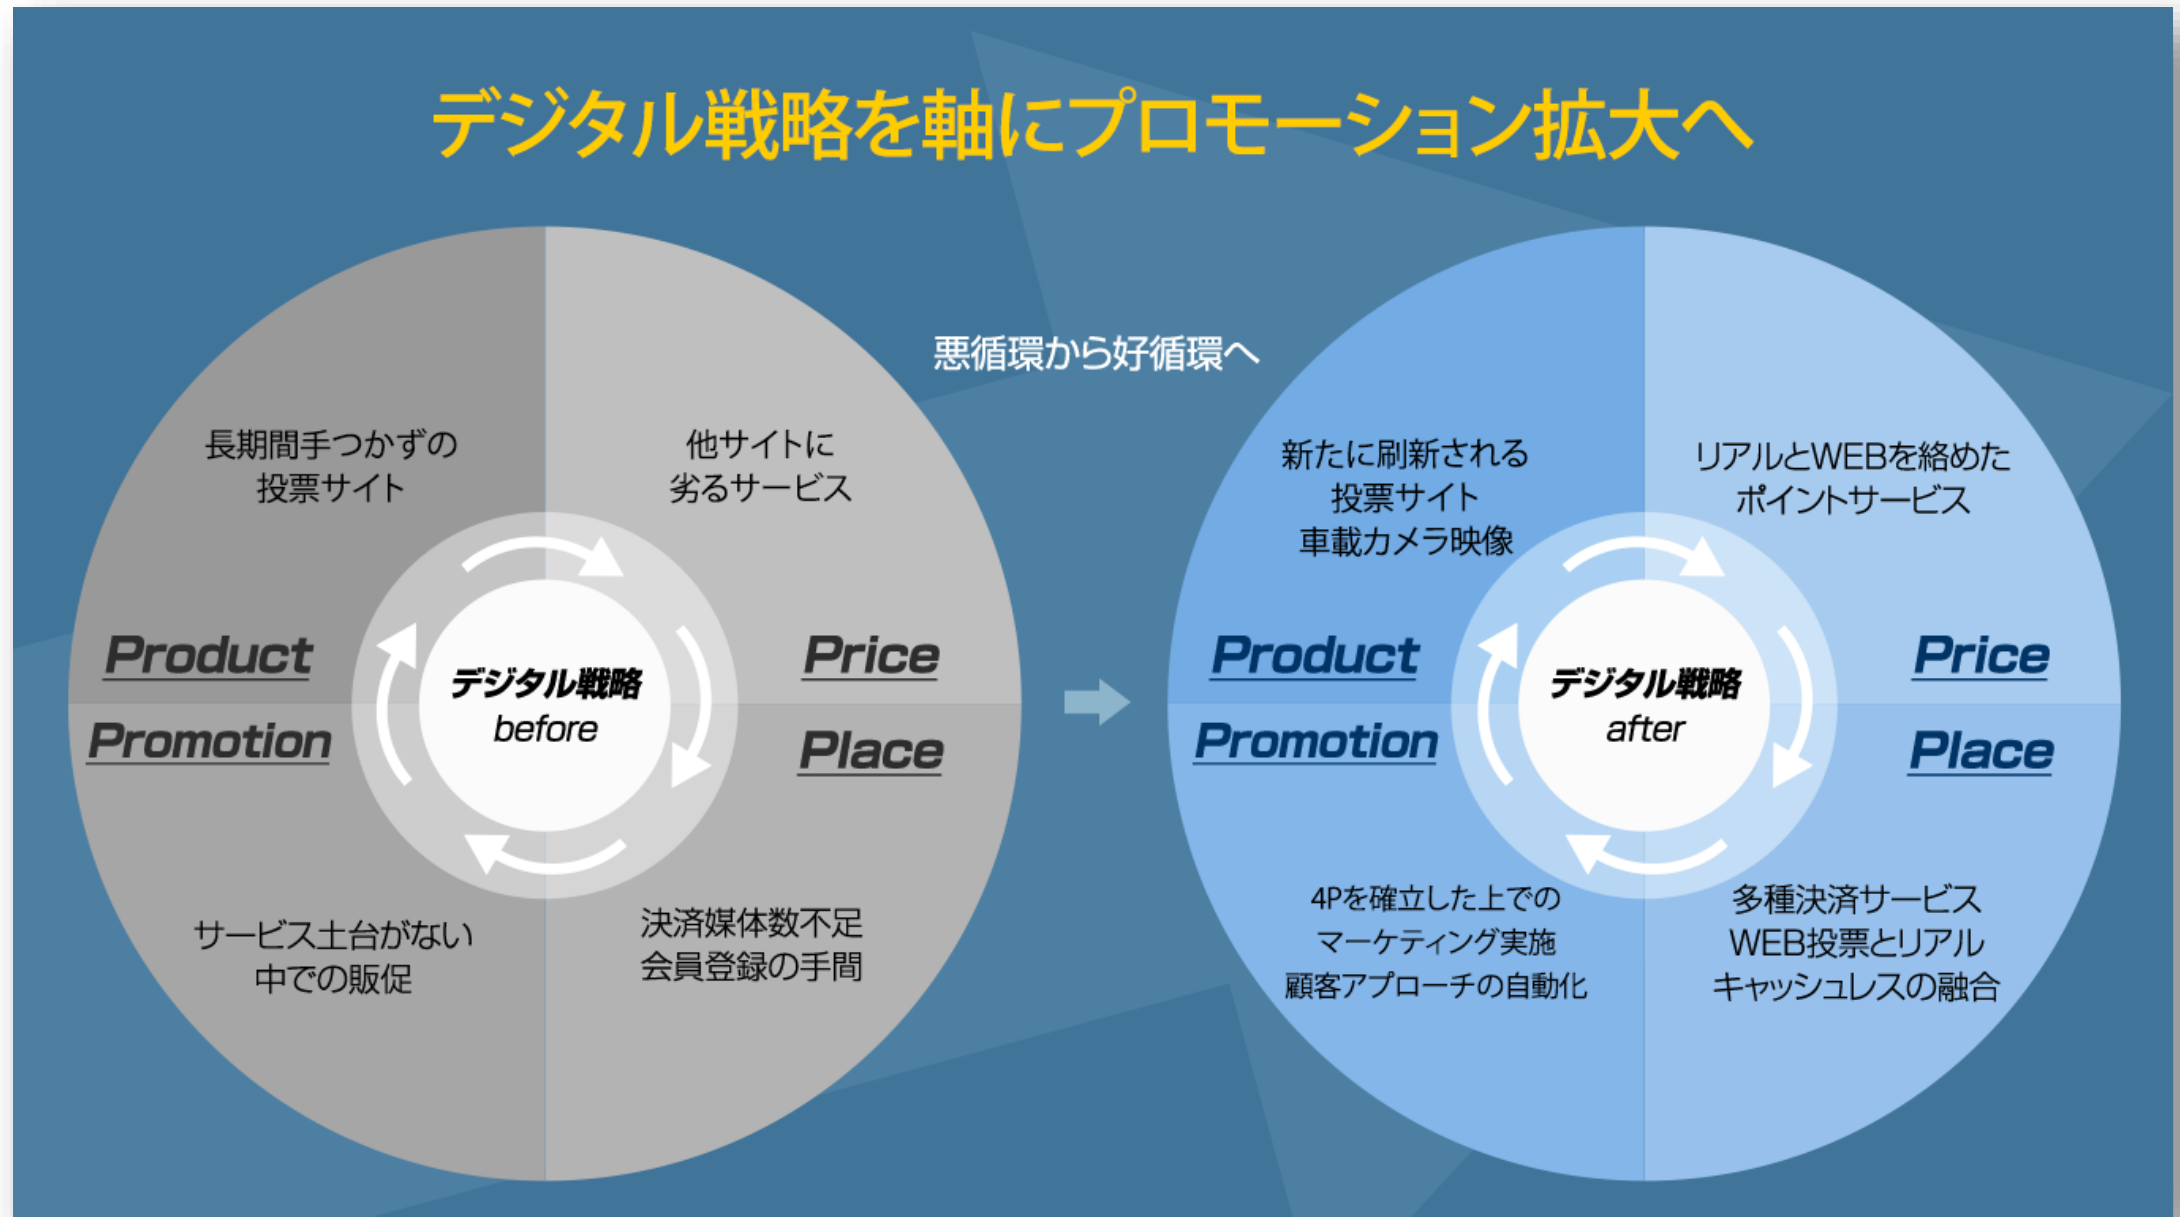 デジタル戦略を軸にプロモーション拡大へ
悪循環から好循環へ
長期間手つかずの
投票サイト
Product
他サイトに
劣るサービス
Price
デジタル戦略
before
Promotion
サービス土台がない
中での販促
Place
決済媒体数不足
会員登録の手間
新たに刷新される
投票サイト
車載カメラ映像
Product
リアルとWEBを絡めた
ポイントサービス
Price
デジタル戦略
after
Promotion
4Pを確立した上での
マーケティング実施
顧客アプローチの自動化
Place
多種決済サービス
WEB投票とリアル
キャッシュレスの融合